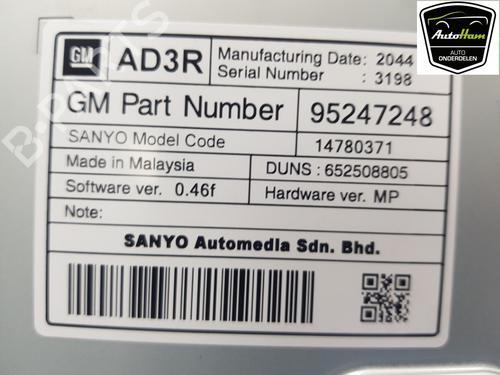 GM
AD3R
Manufacturing Date: 2044
Serial Number : 3198
GM Part Number 95247248
SANYO Model Code 14780371
Made in Malaysia DUNS: 652508805
Software ver. 0.46f Hardware ver. MP
Note:
SANYO Automedia Sdn. Bhd.
AutoHam
AUTO
ONDERDELEN
B-PARTS